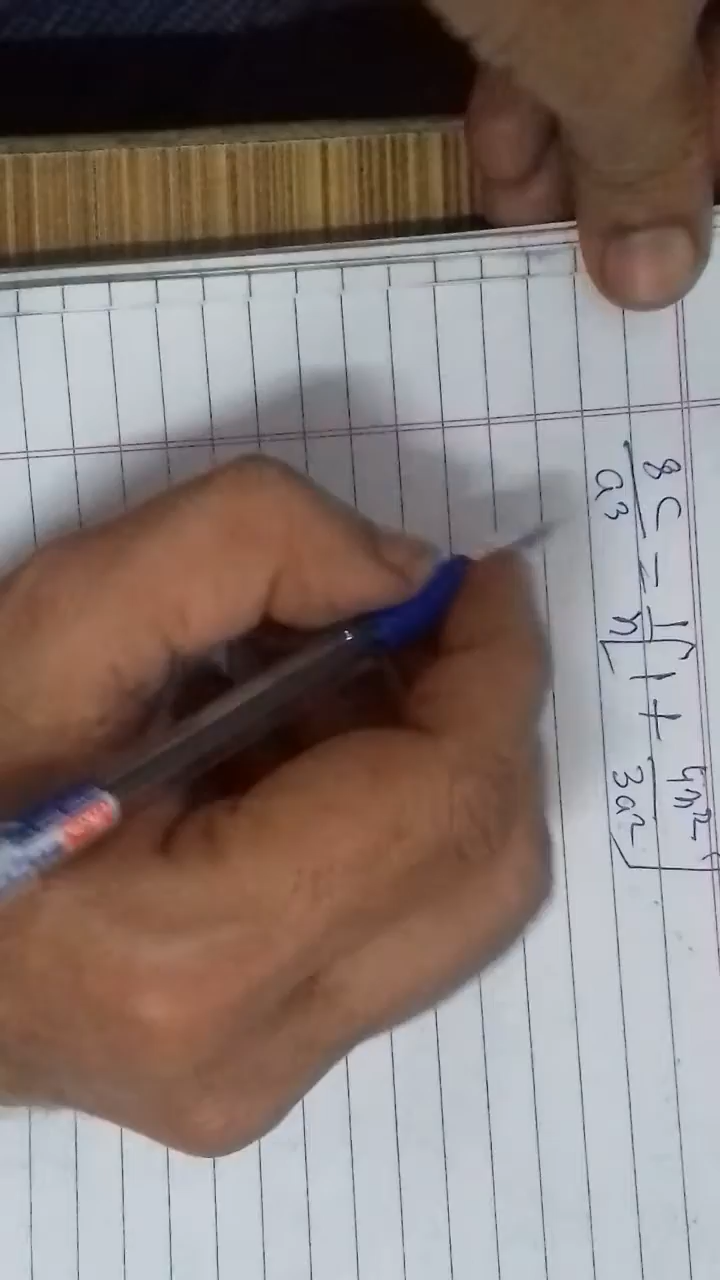 8c/a³ = 1/n [1 + 4n²/3a²]